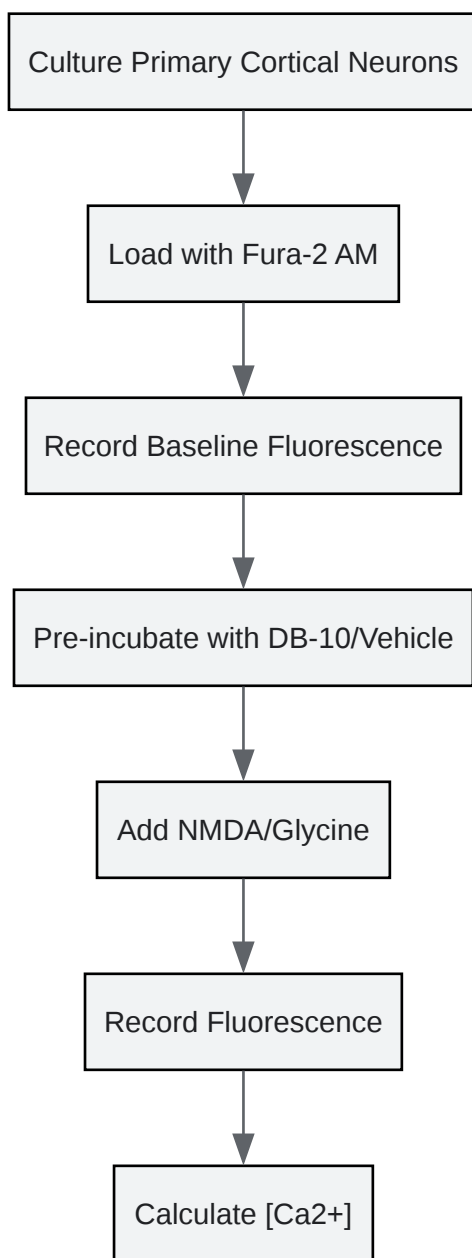 Culture Primary Cortical Neurons
Load with Fura-2 AM
Record Baseline Fluorescence
Pre-incubate with DB-10/Vehicle
Add NMDA/Glycine
Record Fluorescence
Calculate [Ca2+]